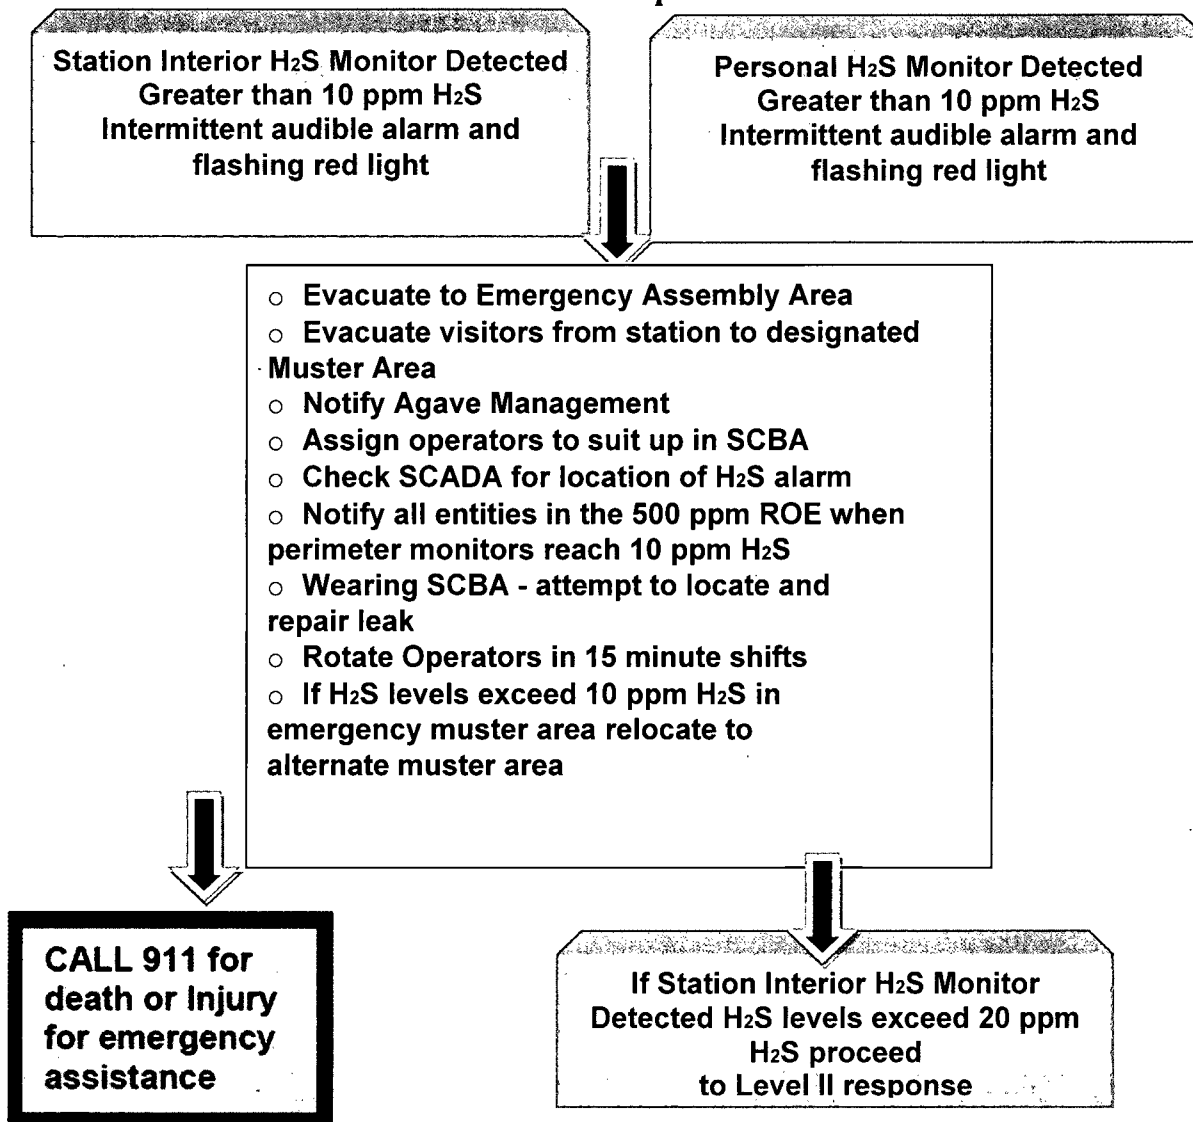 Station Interior H2S Monitor Detected
Greater than 10 ppm H2S
Intermittent audible alarm and
flashing red light
Personal H2S Monitor Detected
Greater than 10 ppm H2S
Intermittent audible alarm and
flashing red light
○ Evacuate to Emergency Assembly Area
○ Evacuate visitors from station to designated
Muster Area
○ Notify Agave Management
○ Assign operators to suit up in SCBA
○ Check SCADA for location of H2S alarm
○ Notify all entities in the 500 ppm ROE when
perimeter monitors reach 10 ppm H2S
○ Wearing SCBA - attempt to locate and
repair leak
○ Rotate Operators in 15 minute shifts
○ If H2S levels exceed 10 ppm H2S in
emergency muster area relocate to
alternate muster area
CALL 911 for
death or Injury
for emergency
assistance
If Station Interior H2S Monitor
Detected H2S levels exceed 20 ppm
H2S proceed
to Level II response